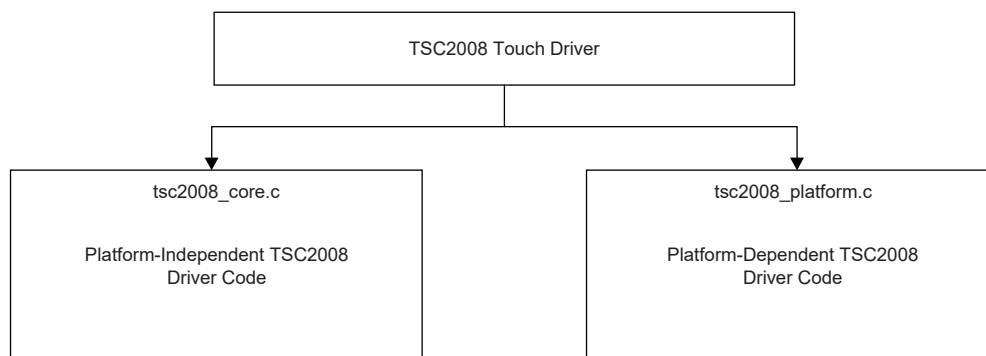 TSC2008 Touch Driver
tsc2008_core.c
Platform-Independent TSC2008
Driver Code
tsc2008_platform.c
Platform-Dependent TSC2008
Driver Code